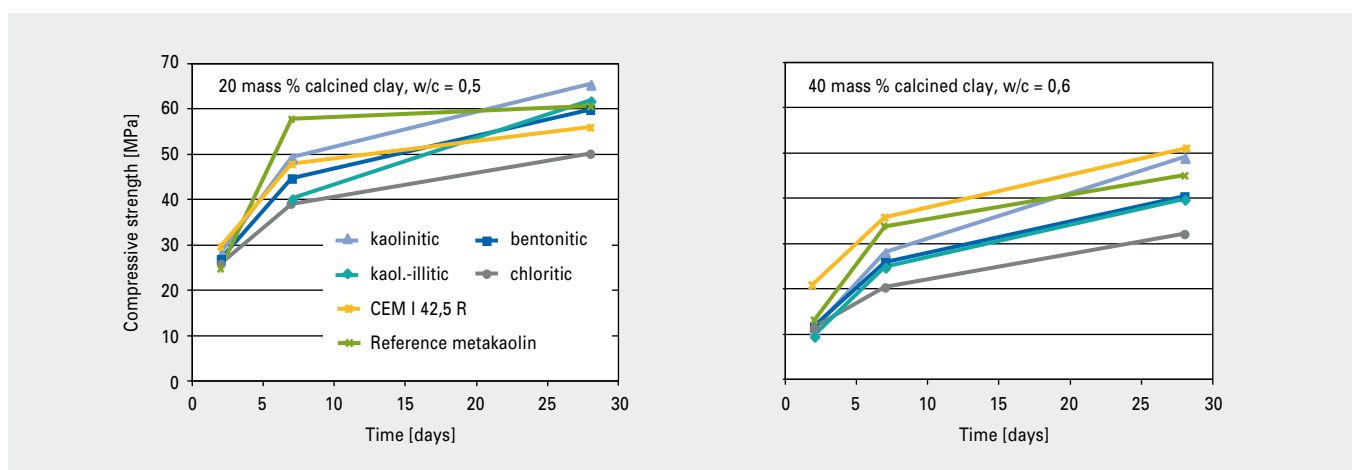 70
60
50
40
30
20
10
0
Compressive strength [MPa]
20 mass % calcined clay, w/c = 0,5
kaolinitic
bentonitic
kaol.-illitic
chloritic
CEM I 42,5 R
Reference metakaolin
0 5 10 15 20 25 30
Time [days]
40 mass % calcined clay, w/c = 0,6
0 5 10 15 20 25 30
Time [days]